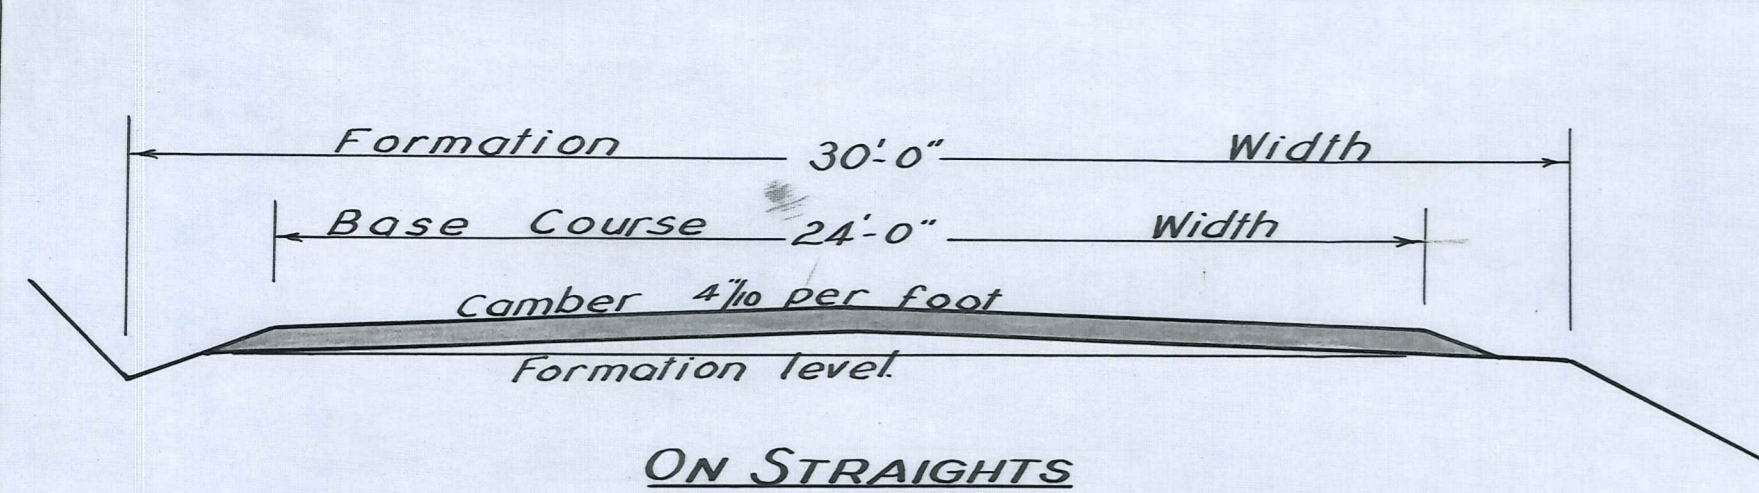 Formation 30'-0" Width
Base Course 24'-0" Width
Camber 4"/10 per foot
Formation level.
ON STRAIGHTS